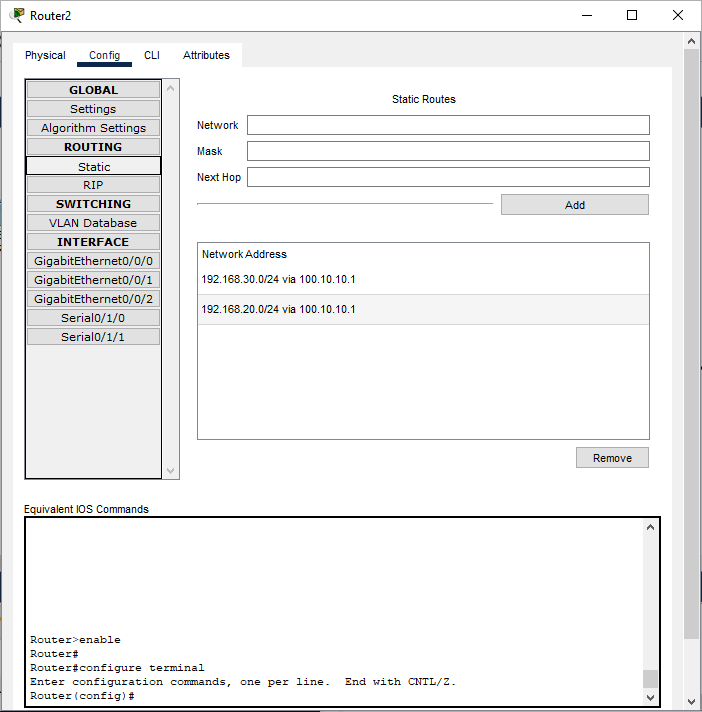 Router2
Physical
Config
CLI
Attributes
GLOBAL
Settings
Algorithm Settings
ROUTING
Static
RIP
SWITCHING
VLAN Database
INTERFACE
GigabitEthernet0/0/0
GigabitEthernet0/0/1
GigabitEthernet0/0/2
Serial0/1/0
Serial0/1/1
Static Routes
Network
Mask
Next Hop
Add
Network Address
192.168.30.0/24 via 100.10.10.1
192.168.20.0/24 via 100.10.10.1
Remove
Equivalent IOS Commands
Router>enable
Router#
Router#configure terminal
Enter configuration commands, one per line.  End with CNTL/Z.
Router(config)#